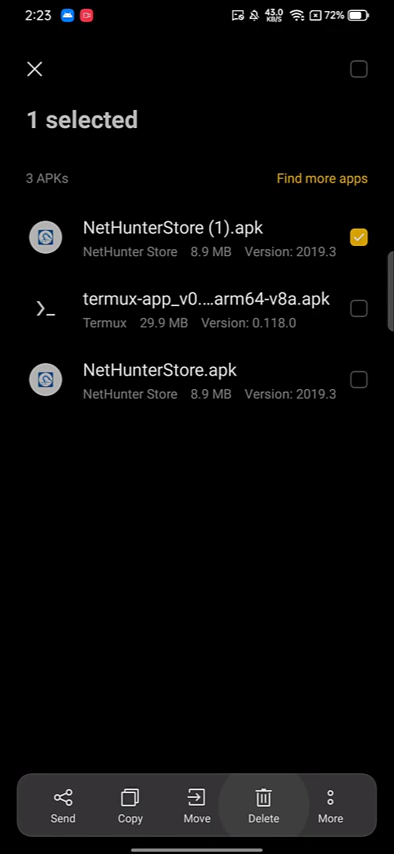 2:23 43.0 KB/S 72%
1 selected
3 APKs Find more apps
NetHunterStore (1).apk
NetHunter Store 8.9 MB Version: 2019.3
termux-app_v0....arm64-v8a.apk
Termux 29.9 MB Version: 0.118.0
NetHunterStore.apk
NetHunter Store 8.9 MB Version: 2019.3
Send Copy Move Delete More